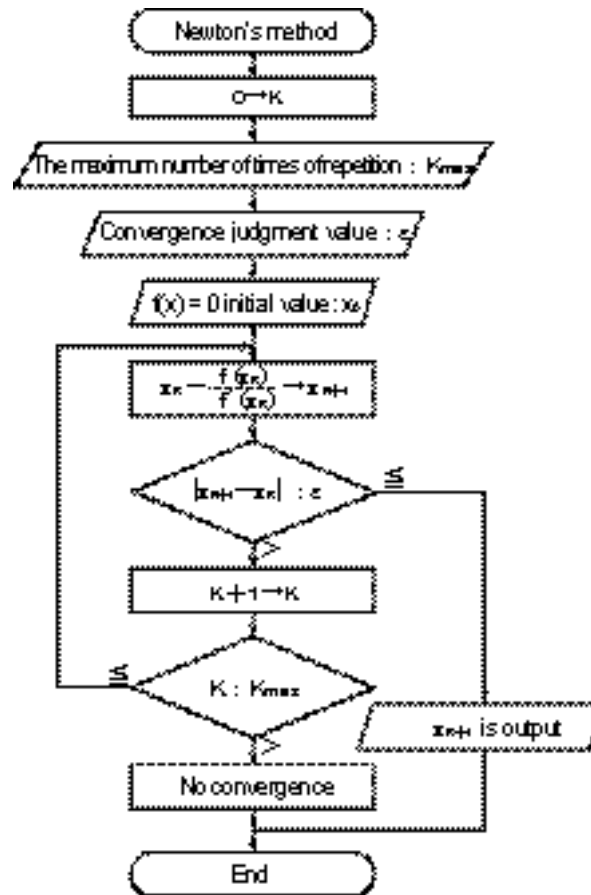 Newton's method
0→K
The maximum number of times of repetition : Kmax
Convergence judgment value : ε
f(x) = 0 initial value : x₀
xK − f(xK) / f'(xK) → xK+1
|xK+1 − xK| : ε
≦
>
K + 1 → K
≦
K : Kmax
>
xK+1 is output
No convergence
End